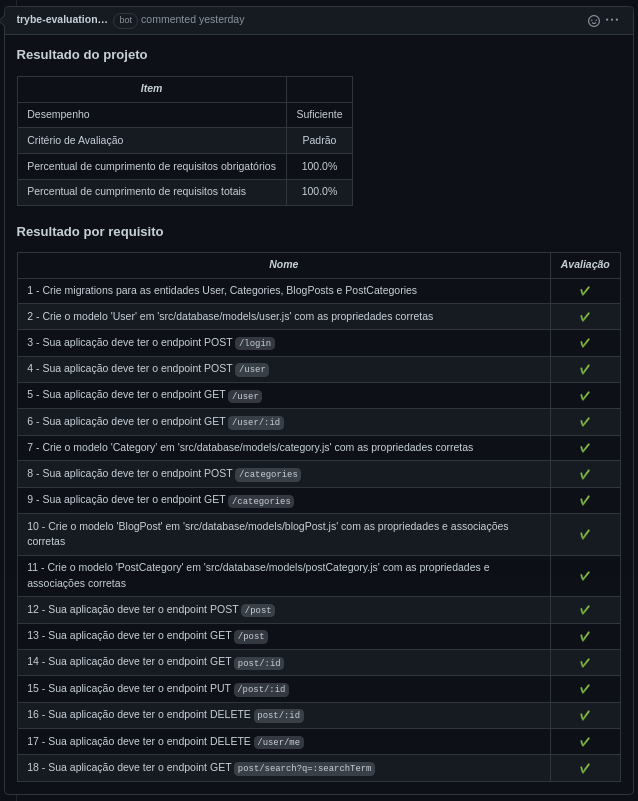 trybe-evaluation... bot commented yesterday
Resultado do projeto
Item
Desempenho Suficiente
Critério de Avaliação Padrão
Percentual de cumprimento de requisitos obrigatórios 100.0%
Percentual de cumprimento de requisitos totais 100.0%
Resultado por requisito
Nome Avaliação
1 - Crie migrations para as entidades User, Categories, BlogPosts e PostCategories ✔
2 - Crie o modelo 'User' em 'src/database/models/user.js' com as propriedades corretas ✔
3 - Sua aplicação deve ter o endpoint POST /login ✔
4 - Sua aplicação deve ter o endpoint POST /user ✔
5 - Sua aplicação deve ter o endpoint GET /user ✔
6 - Sua aplicação deve ter o endpoint GET /user/:id ✔
7 - Crie o modelo 'Category' em 'src/database/models/category.js' com as propriedades corretas ✔
8 - Sua aplicação deve ter o endpoint POST /categories ✔
9 - Sua aplicação deve ter o endpoint GET /categories ✔
10 - Crie o modelo 'BlogPost' em 'src/database/models/blogPost.js' com as propriedades e associações
corretas ✔
11 - Crie o modelo 'PostCategory' em 'src/database/models/postCategory.js' com as propriedades e
associações corretas ✔
12 - Sua aplicação deve ter o endpoint POST /post ✔
13 - Sua aplicação deve ter o endpoint GET /post ✔
14 - Sua aplicação deve ter o endpoint GET post/:id ✔
15 - Sua aplicação deve ter o endpoint PUT /post/:id ✔
16 - Sua aplicação deve ter o endpoint DELETE post/:id ✔
17 - Sua aplicação deve ter o endpoint DELETE /user/me ✔
18 - Sua aplicação deve ter o endpoint GET post/search?q=:searchTerm ✔